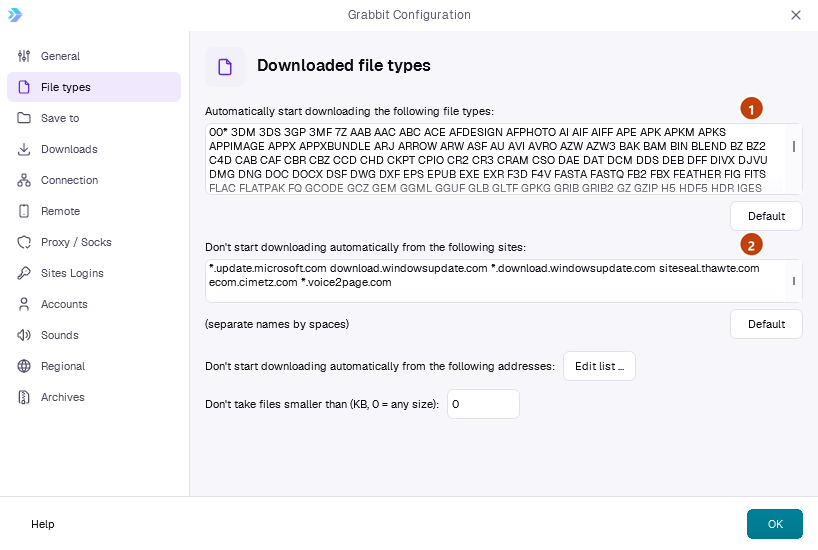 Grabbit Configuration
General
File types
Save to
Downloads
Connection
Remote
Proxy / Socks
Sites Logins
Accounts
Sounds
Regional
Archives
Downloaded file types
1
Automatically start downloading the following file types:
00* 3DM 3DS 3GP 3MF 7Z AAB AAC ABC ACE AFDESIGN AFPHOTO AI AIF AIFF APE APK APKM APKS
APPIMAGE APPX APPXBUNDLE ARJ ARROW ARW ASF AU AVI AVRO AZW AZW3 BAK BAM BIN BLEND BZ BZ2
C4D CAB CAF CBR CBZ CCD CHD CKPT CPIO CR2 CR3 CRAM CSO DAE DAT DCM DDS DEB DFF DIVX DJVU
DMG DNG DOC DOCX DSF DWG DXF EPS EPUB EXE EXR F3D F4V FASTA FASTQ FB2 FBX FEATHER FIG FITS
FLAC FLATPAK FQ GCODE GCZ GEM GGML GGUF GLB GLTF GPKG GRIB GRIB2 GZ GZIP H5 HDF5 HDR IGES
Default
2
Don't start downloading automatically from the following sites:
*.update.microsoft.com download.windowsupdate.com *.download.windowsupdate.com siteseal.thawte.com
ecom.cimetz.com *.voice2page.com
(separate names by spaces)
Default
Don't start downloading automatically from the following addresses:
Edit list ...
Don't take files smaller than (KB, 0 = any size):
0
Help
OK